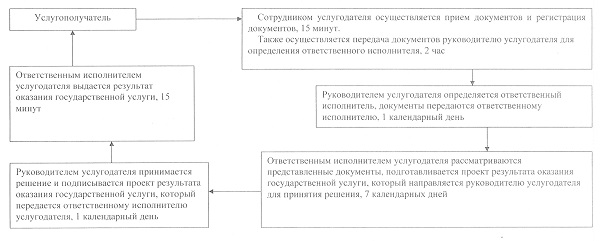 Услугополучатель
Сотрудником услугодателя осуществляется прием документов и регистрация
документов, 15 минут.
Также осуществляется передача документов руководителю услугодателя для
определения ответственного исполнителя, 2 час
Руководителем услугодателя определяется ответственный
исполнитель, документы передаются ответственному
исполнителю, 1 календарный день
Ответственным исполнителем услугодателя рассматриваются
представленные документы, подготавливается проект результата оказания
государственной услуги, который направляется руководителю услугодателя
для принятия решения, 7 календарных дней
Руководителем услугодателя принимается
решение и подписывается проект результата
оказания государственной услуги, который
передается ответственному исполнителю
услугодателя, 1 календарный день
Ответственным исполнителем
услугодателя выдается результат
оказания государственной услуги, 15
минут